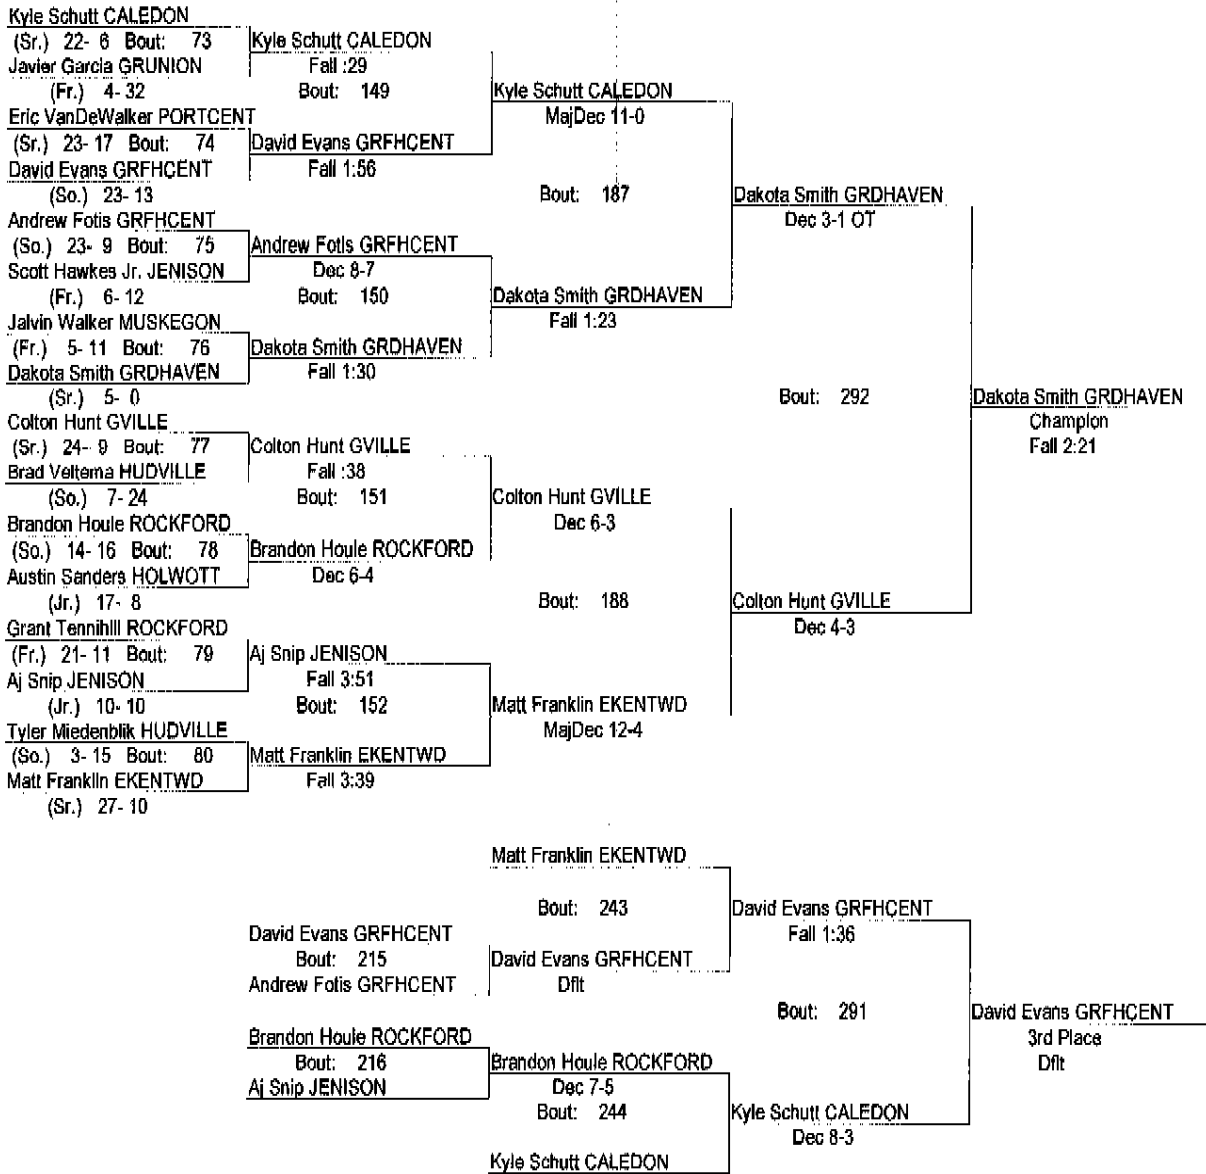 Kyle Schutt CALEDON
(Sr.) 22- 6 Bout: 73
Javier Garcia GRUNION
(Fr.) 4- 32
Eric VanDeWalker PORTCENT
(Sr.) 23- 17 Bout: 74
David Evans GRFHCENT
(So.) 23- 13
Andrew Fotis GRFHCENT
(So.) 23- 9 Bout: 75
Scott Hawkes Jr. JENISON
(Fr.) 6- 12
Jalvin Walker MUSKEGON
(Fr.) 5- 11 Bout: 76
Dakota Smith GRDHAVEN
(Sr.) 5- 0
Colton Hunt GVILLE
(Sr.) 24- 9 Bout: 77
Brad Veltema HUDVILLE
(So.) 7- 24
Brandon Houle ROCKFORD
(So.) 14- 16 Bout: 78
Austin Sanders HOLWOTT
(Jr.) 17- 8
Grant Tennihill ROCKFORD
(Fr.) 21- 11 Bout: 79
Aj Snip JENISON
(Jr.) 10- 10
Tyler Miedenblik HUDVILLE
(So.) 3- 15 Bout: 80
Matt Franklin EKENTWD
(Sr.) 27- 10
Kyle Schutt CALEDON
Fall :29
Bout: 149
David Evans GRFHCENT
Fall 1:56
Andrew Fotis GRFHCENT
Dec 8-7
Bout: 150
Dakota Smith GRDHAVEN
Fall 1:30
Colton Hunt GVILLE
Fall :38
Bout: 151
Brandon Houle ROCKFORD
Dec 6-4
Aj Snip JENISON
Fall 3:51
Bout: 152
Matt Franklin EKENTWD
Fall 3:39
Kyle Schutt CALEDON
MajDec 11-0
Bout: 187
Dakota Smith GRDHAVEN
Fall 1:23
Colton Hunt GVILLE
Dec 6-3
Bout: 188
Matt Franklin EKENTWD
MajDec 12-4
Dakota Smith GRDHAVEN
Dec 3-1 OT
Bout: 292
Colton Hunt GVILLE
Dec 4-3
Dakota Smith GRDHAVEN
Champion
Fall 2:21
David Evans GRFHCENT
Bout: 215
Andrew Fotis GRFHCENT
Brandon Houle ROCKFORD
Bout: 216
Aj Snip JENISON
Matt Franklin EKENTWD
Bout: 243
David Evans GRFHCENT
Dflt
Brandon Houle ROCKFORD
Dec 7-5
Bout: 244
Kyle Schutt CALEDON
David Evans GRFHCENT
Fall 1:36
Bout: 291
Kyle Schutt CALEDON
Dec 8-3
David Evans GRFHCENT
3rd Place
Dflt